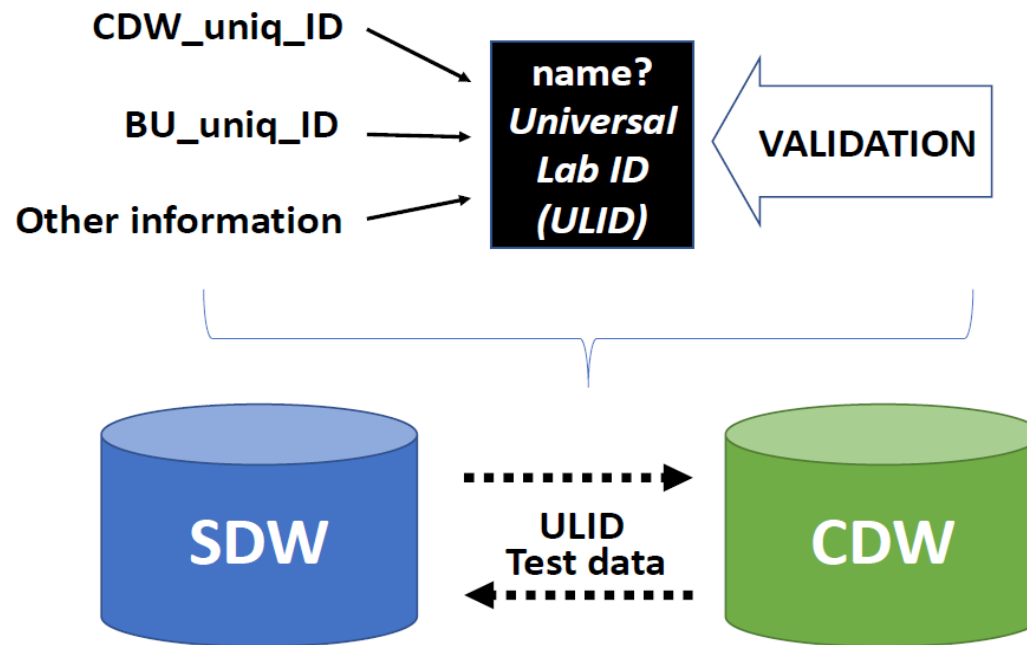 CDW_uniq_ID
BU_uniq_ID
Other information
name?
Universal
Lab ID
(ULID)
VALIDATION
SDW
ULID
Test data
CDW